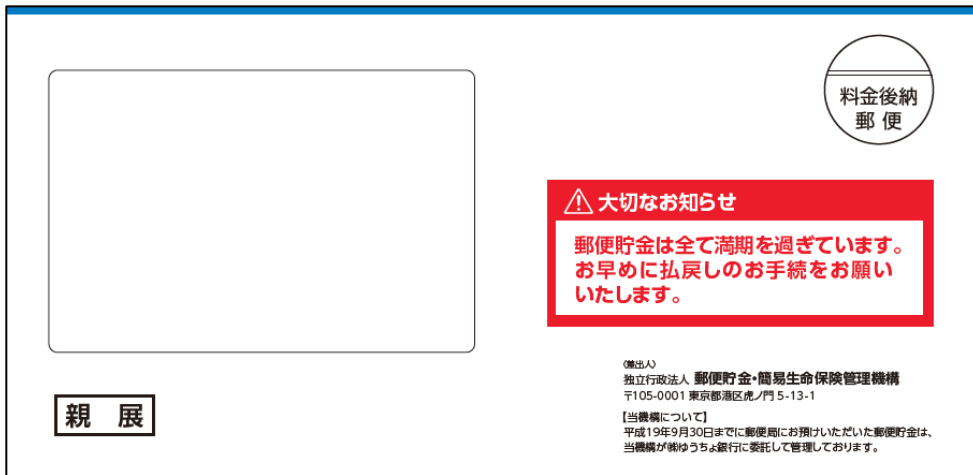 料金後納
郵便
⚠ 大切なお知らせ
郵便貯金は全て満期を過ぎています。
お早めに払戻しのお手続をお願い
いたします。
(差出人)
独立行政法人 郵便貯金・簡易生命保険管理機構
〒105-0001 東京都港区虎ノ門 5-13-1
【当機構について】
平成19年9月30日までに郵便局にお預けいただいた郵便貯金は、
当機構が㈱ゆうちょ銀行に委託して管理しております。
親 展